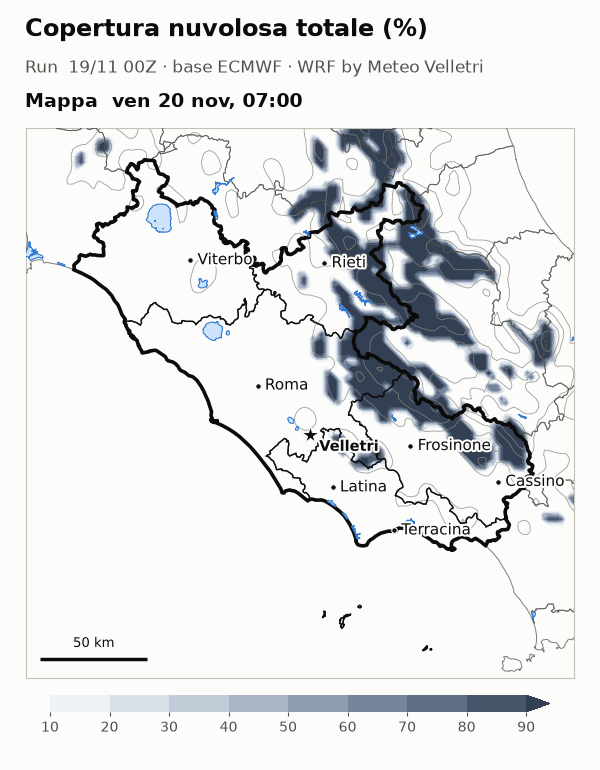 Copertura nuvolosa totale (%)
Run  19/11 00Z · base ECMWF · WRF by Meteo Velletri
Mappa  ven 20 nov, 07:00
Viterbo
Rieti
Roma
Velletri
Frosinone
Latina
Cassino
Terracina
50 km
10 20 30 40 50 60 70 80 90